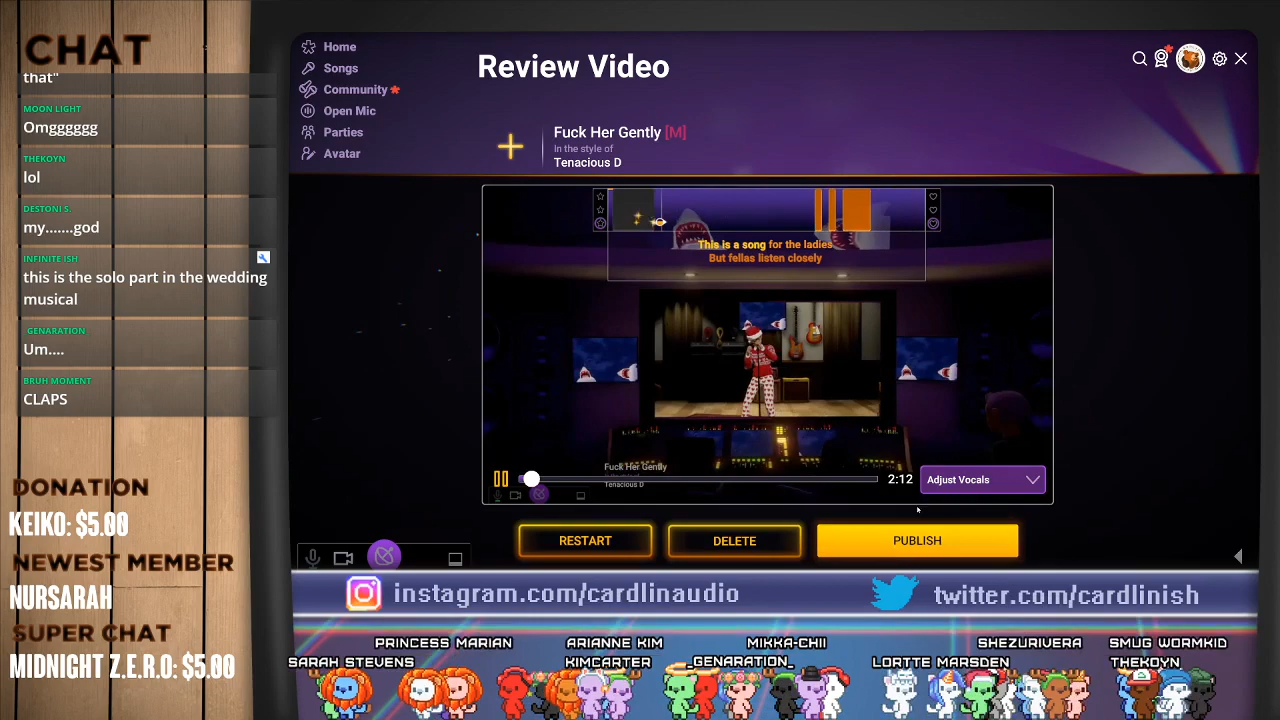 CHAT
that"
MOON LIGHT
Omgggggg
THEKOYN
lol
DESTONI S.
my.......god
INFINITE ISH
this is the solo part in the wedding
musical
_GENARATION_
Um....
BRUH MOMENT
CLAPS
DONATION
KEIKO: $5.00
NEWEST MEMBER
NURSARAH
SUPER CHAT
MIDNIGHT Z.E.R.O: $5.00
Home
Songs
Community
Open Mic
Parties
Avatar
Review Video
Fuck Her Gently [M]
In the style of
Tenacious D
This is a song for the ladies
But fellas listen closely
Fuck Her Gently
Tenacious D
2:12
Adjust Vocals
RESTART
DELETE
PUBLISH
instagram.com/cardlinaudio
twitter.com/cardlinish
PRINCESS MARIAN
ARIANNE KIM
MIKKA-CHII
SHEZURIVERA
SMUG WORMKID
SARAH STEVENS
KIMCARTER
_GENARATION_
LORTTE MARSDEN
THEKOYN